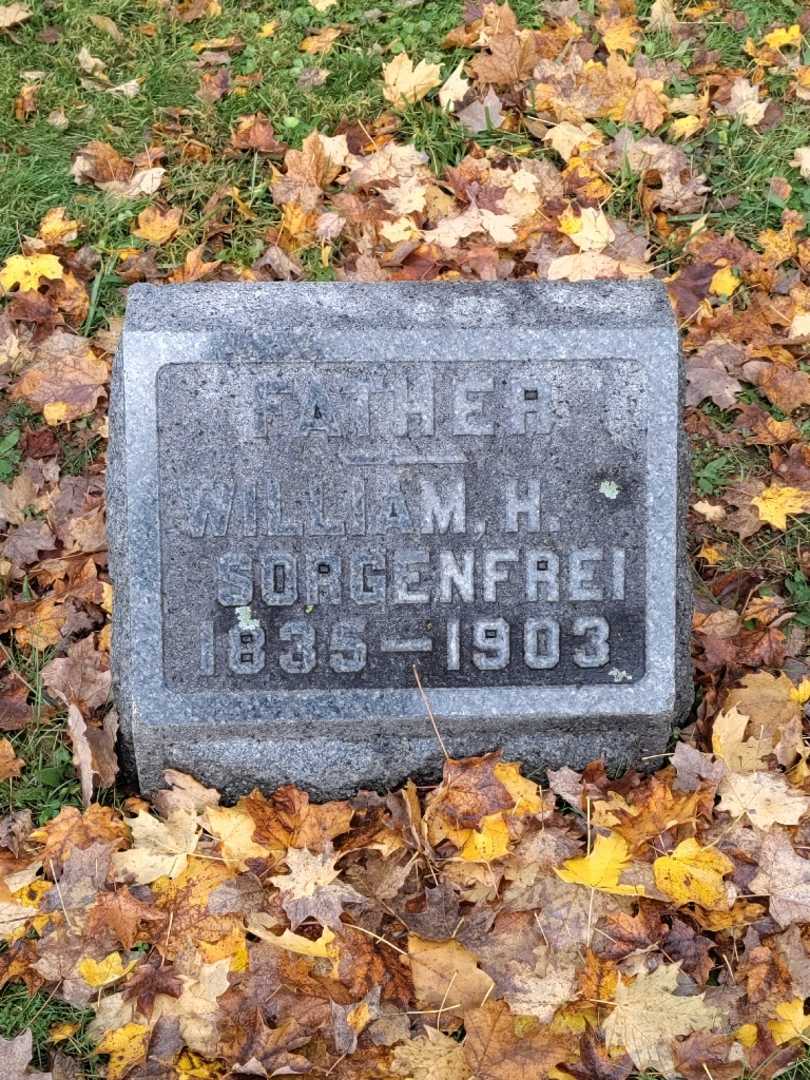 FATHER
WILLIAM, H.
SORGENFREI
1835—1903